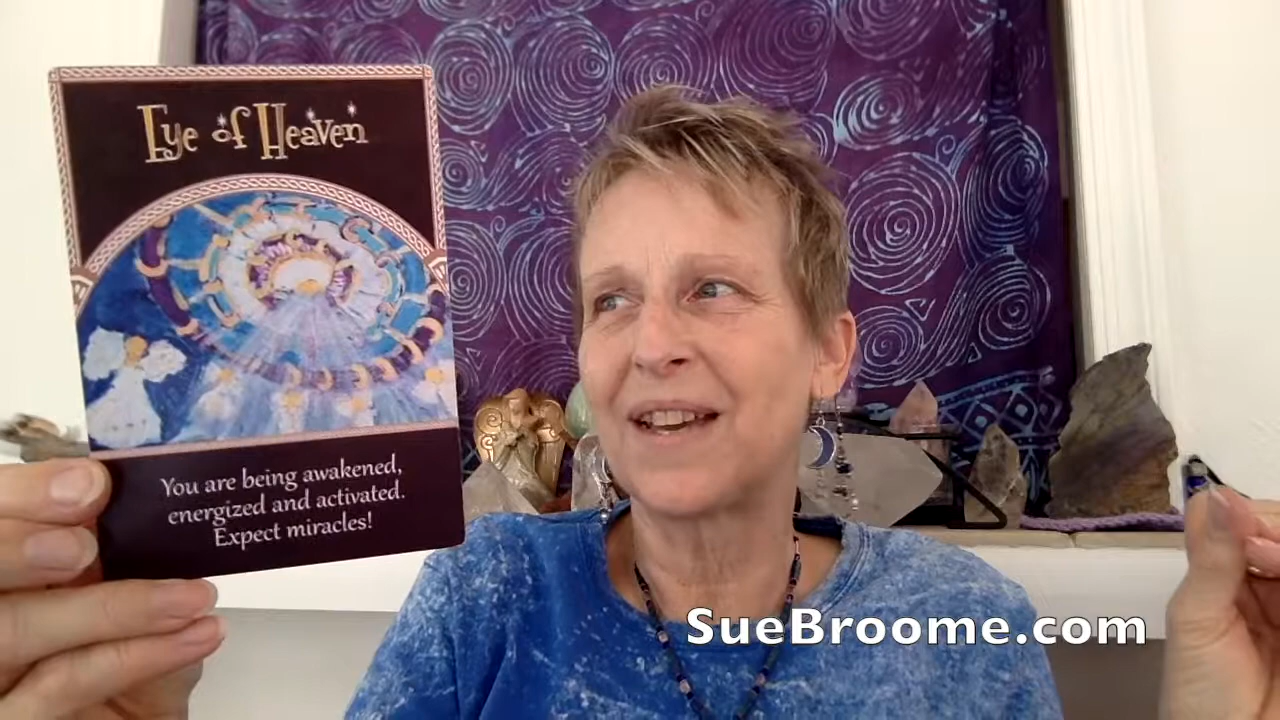 Eye of Heaven
You are being awakened,
energized and activated.
Expect miracles!
SueBroome.com